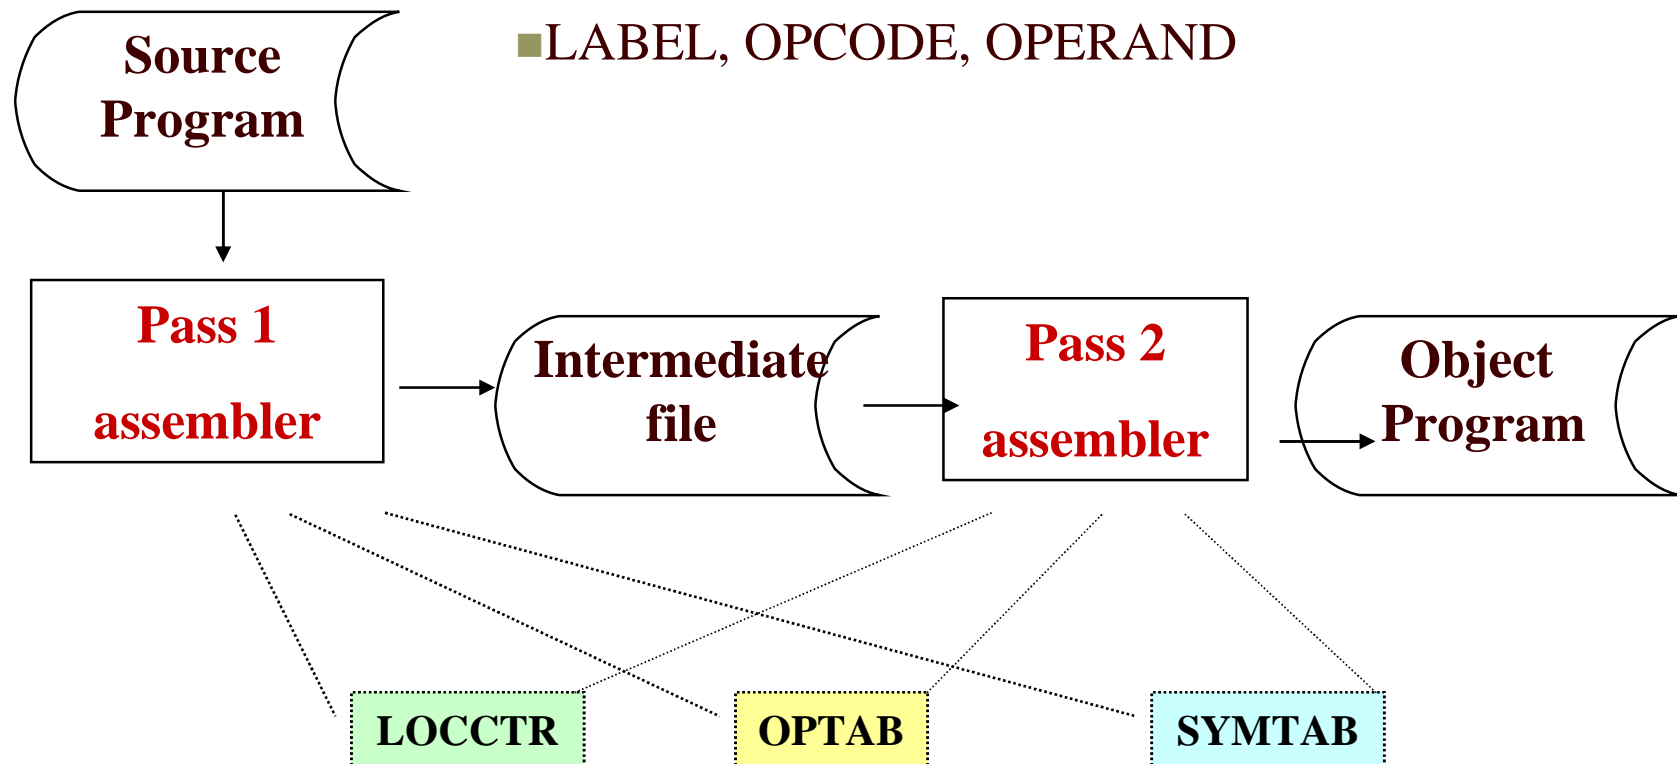 Source
Program
LABEL, OPCODE, OPERAND
Pass 1
assembler
Intermediate
file
Pass 2
assembler
Object
Program
LOCCTR
OPTAB
SYMTAB